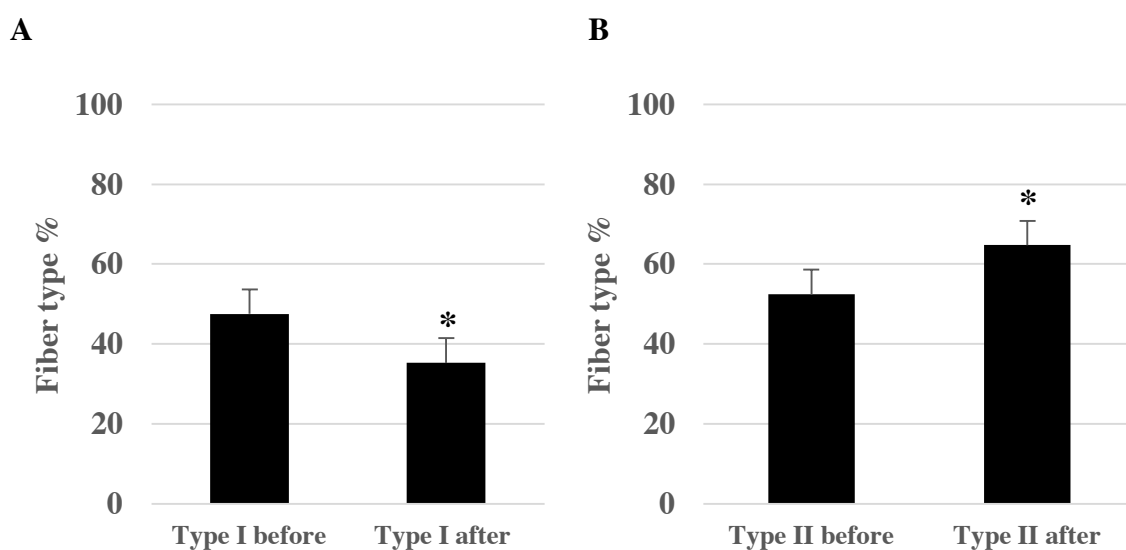 A
100
80
60
40
20
0
Fiber type %
*
Type I before
Type I after
B
100
80
60
40
20
0
Fiber type %
*
Type II before
Type II after